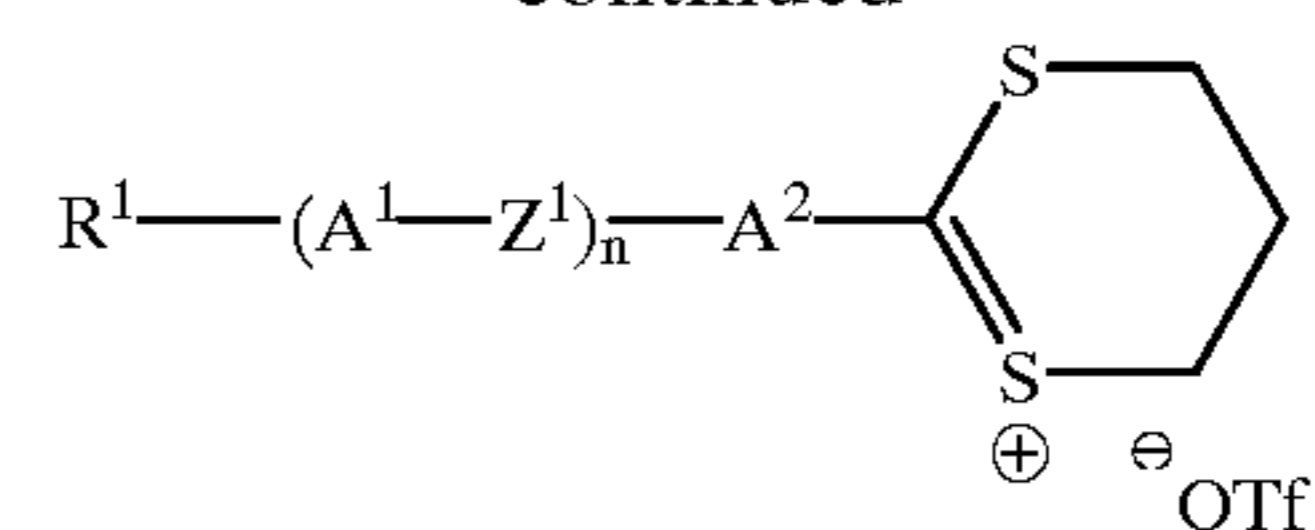 S
R¹—(A¹—Z¹)ₙ—A²
S
⊕ ⊖
OTf